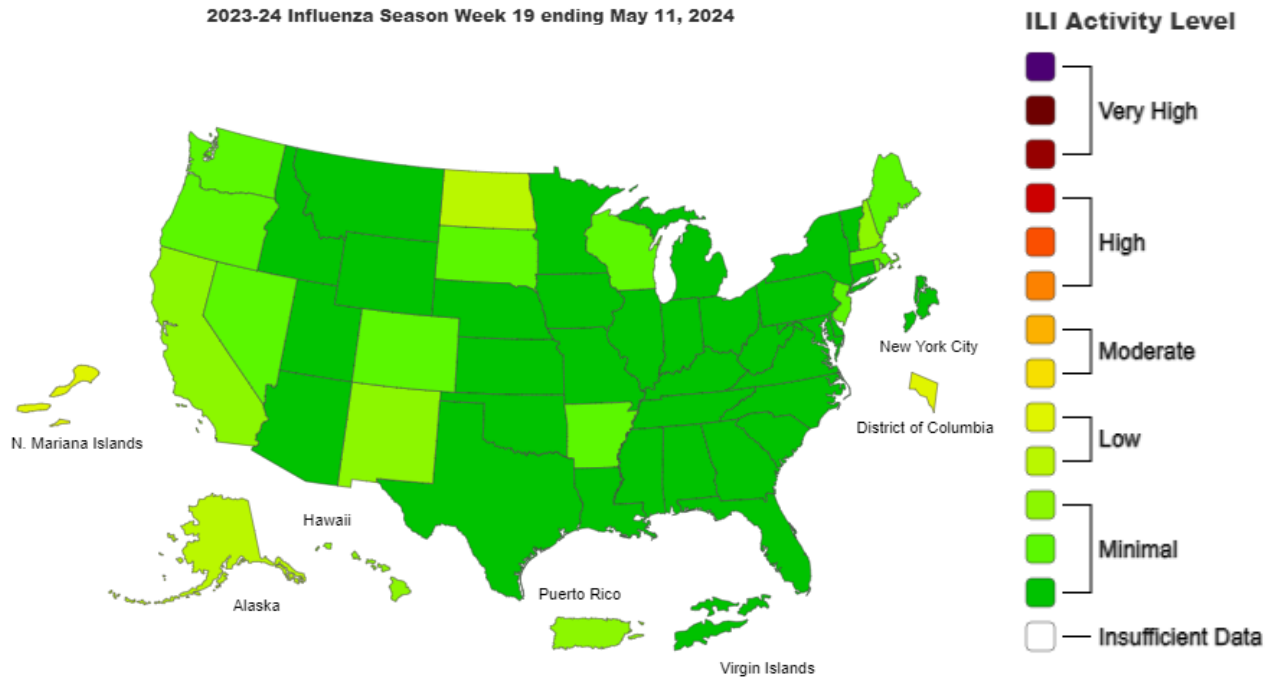 2023-24 Influenza Season Week 19 ending May 11, 2024
ILI Activity Level
Very High
High
Moderate
Low
Minimal
Insufficient Data
New York City
District of Columbia
N. Mariana Islands
Hawaii
Alaska
Puerto Rico
Virgin Islands